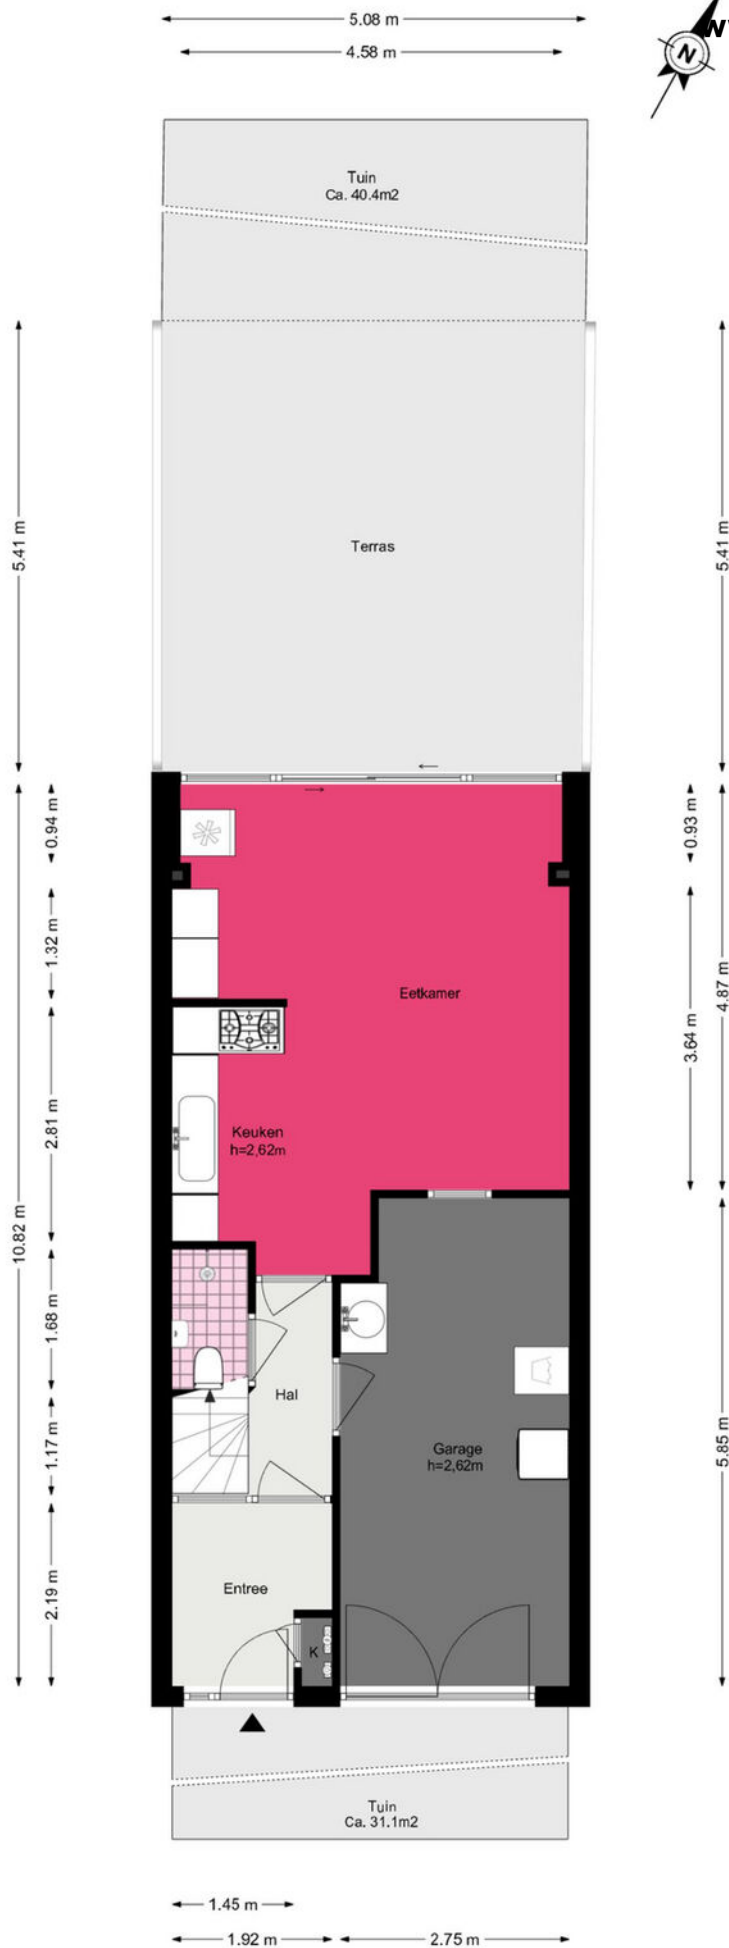 5.08 m
4.58 m
N
Tuin
Ca. 40.4m2
5.41 m
5.41 m
Terras
0.94 m
0.93 m
1.32 m
Eetkamer
4.87 m
3.64 m
2.81 m
Keuken
h=2,62m
10.82 m
1.68 m
Hal
1.17 m
Garage
h=2,62m
5.85 m
2.19 m
Entree
K
Tuin
Ca. 31.1m2
1.45 m
1.92 m
2.75 m